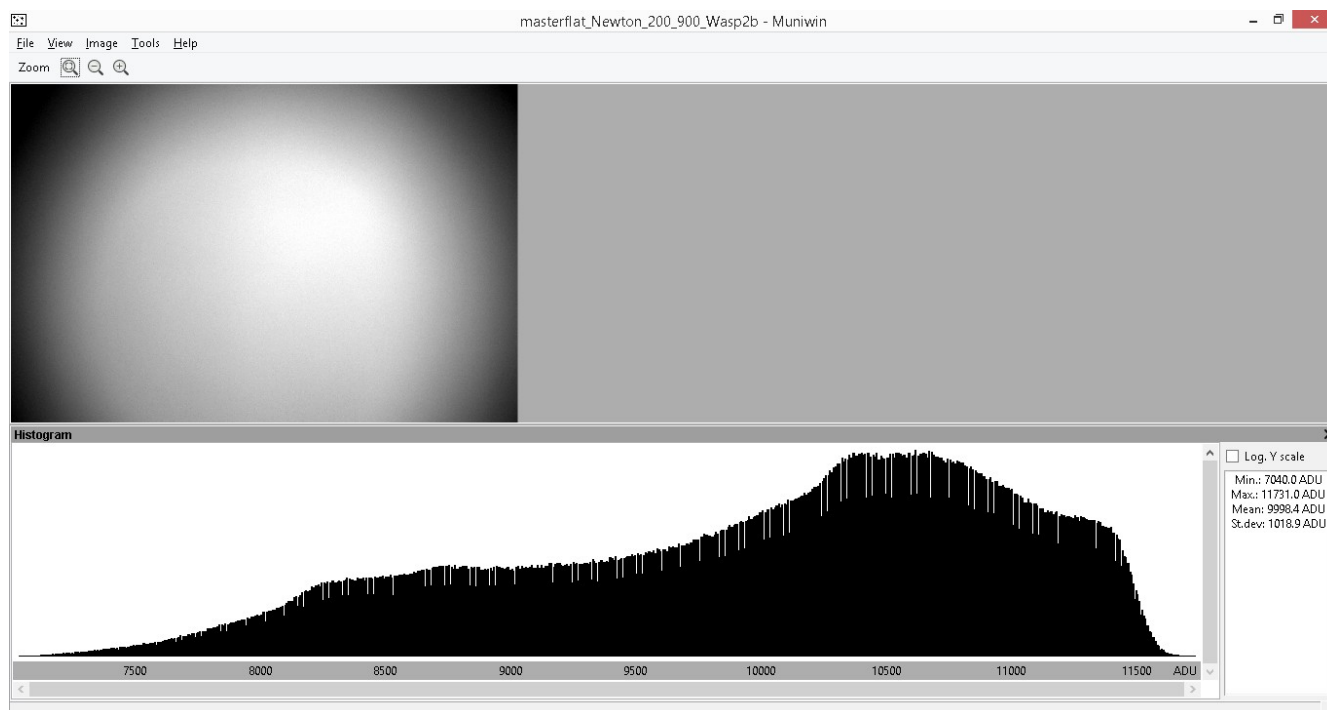 masterflat_Newton_200_900_Wasp2b - Muniwin
File View Image Tools Help
Zoom
Histogram
Log. Y scale
Min.: 7040.0 ADU
Max.: 11731.0 ADU
Mean: 9998.4 ADU
St.dev: 1018.9 ADU
7500 8000 8500 9000 9500 10000 10500 11000 11500 ADU